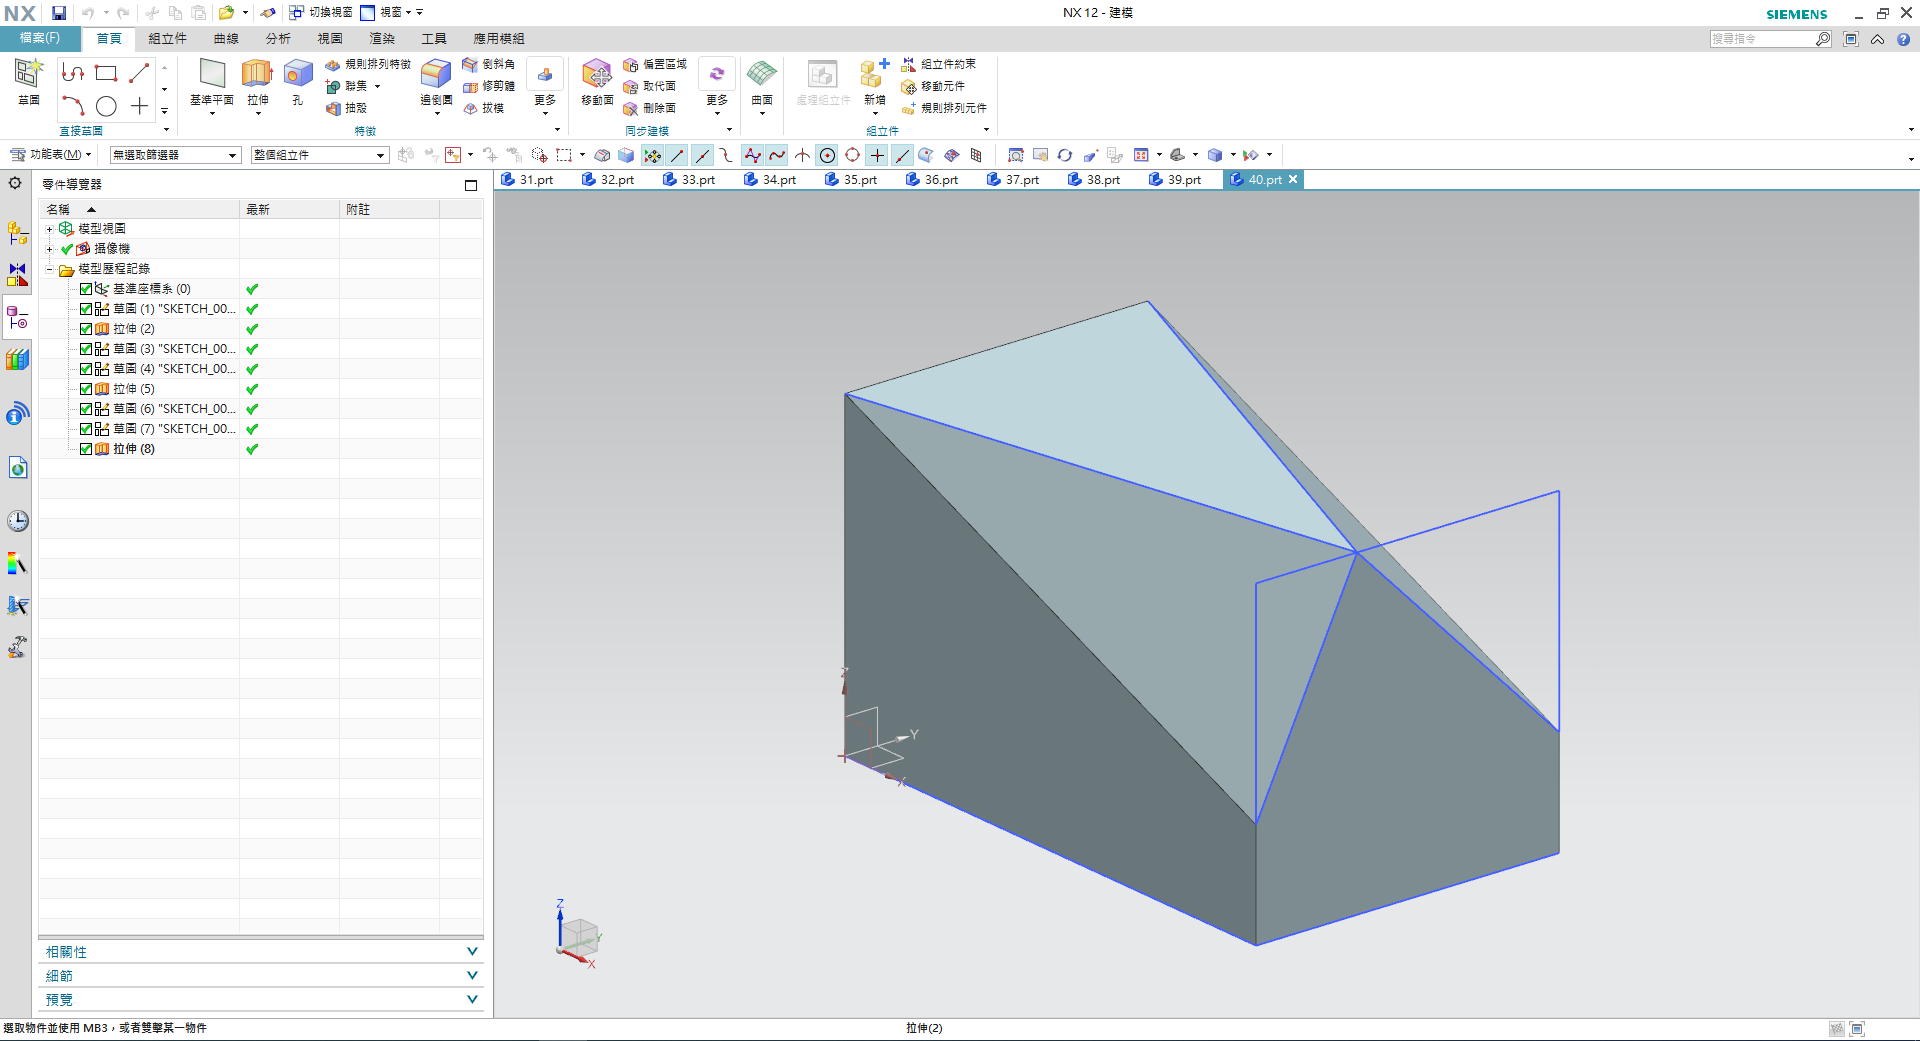 NX 切換視窗 視窗 NX 12 - 建模 SIEMENS
檔案(F) 首頁 組立件 曲線 分析 視圖 渲染 工具 應用模組 搜尋指令
草圖 基準平面 拉伸 孔 規則排列特徵 聯集 抽殼 邊倒圓 倒斜角 修剪體 拔模 更多 移動面 偏置區域 取代面 刪除面 更多 曲面 處理組立件 新增 組立件約束 移動元件 規則排列元件
直接草圖 特徵 同步建模 組立件
功能表(M) 無選取篩選器 整個組立件
零件導覽器 31.prt 32.prt 33.prt 34.prt 35.prt 36.prt 37.prt 38.prt 39.prt 40.prt
名稱 最新 附註
模型視圖
攝像機
模型歷程記錄
基準座標系 (0)
草圖 (1) "SKETCH_00...
拉伸 (2)
草圖 (3) "SKETCH_00...
草圖 (4) "SKETCH_00...
拉伸 (5)
草圖 (6) "SKETCH_00...
草圖 (7) "SKETCH_00...
拉伸 (8)
Z
Y
X
Z
Y
X
相關性
細節
預覽
選取物件並使用 MB3，或者雙擊某一物件 拉伸(2)